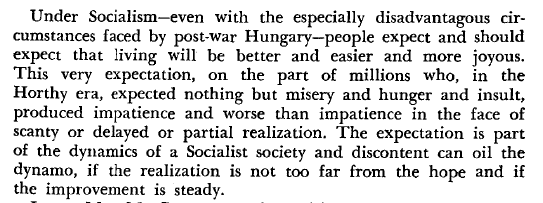 Under Socialism—even with the especially disadvantagous cir-
cumstances faced by post-war Hungary—people expect and should
expect that living will be better and easier and more joyous.
This very expectation, on the part of millions who, in the
Horthy era, expected nothing but misery and hunger and insult,
produced impatience and worse than impatience in the face of
scanty or delayed or partial realization. The expectation is part
of the dynamics of a Socialist society and discontent can oil the
dynamo, if the realization is not too far from the hope and if
the improvement is steady.